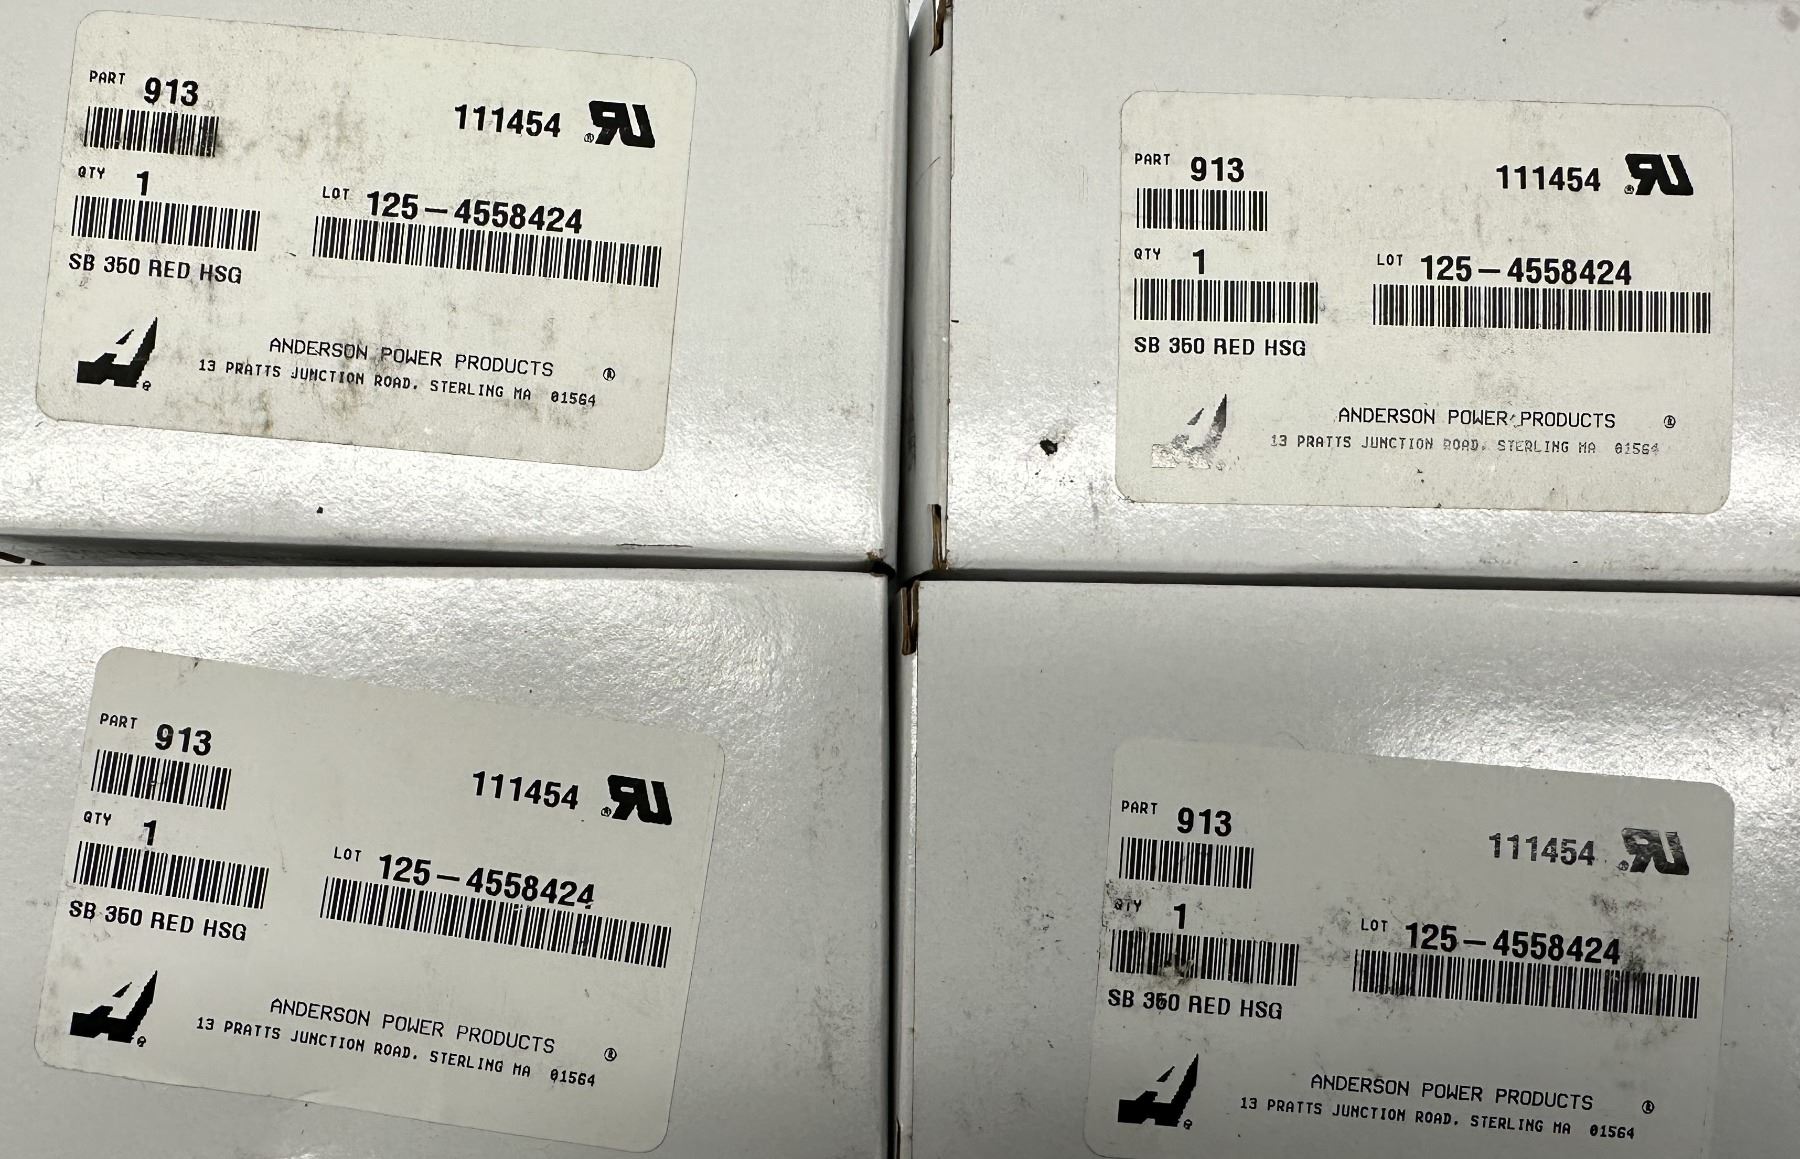 PART 913
111454
QTY 1
LOT 125-4558424
SB 350 RED HSG
ANDERSON POWER PRODUCTS ®
13 PRATTS JUNCTION ROAD, STERLING MA 01564
PART 913
111454
QTY 1
LOT 125-4558424
SB 350 RED HSG
ANDERSON POWER PRODUCTS ®
13 PRATTS JUNCTION ROAD, STERLING MA 01564
PART 913
111454
QTY 1
LOT 125-4558424
SB 350 RED HSG
ANDERSON POWER PRODUCTS ®
13 PRATTS JUNCTION ROAD, STERLING MA 01564
PART 913
111454
QTY 1
LOT 125-4558424
SB 350 RED HSG
ANDERSON POWER PRODUCTS ®
13 PRATTS JUNCTION ROAD, STERLING MA 01564